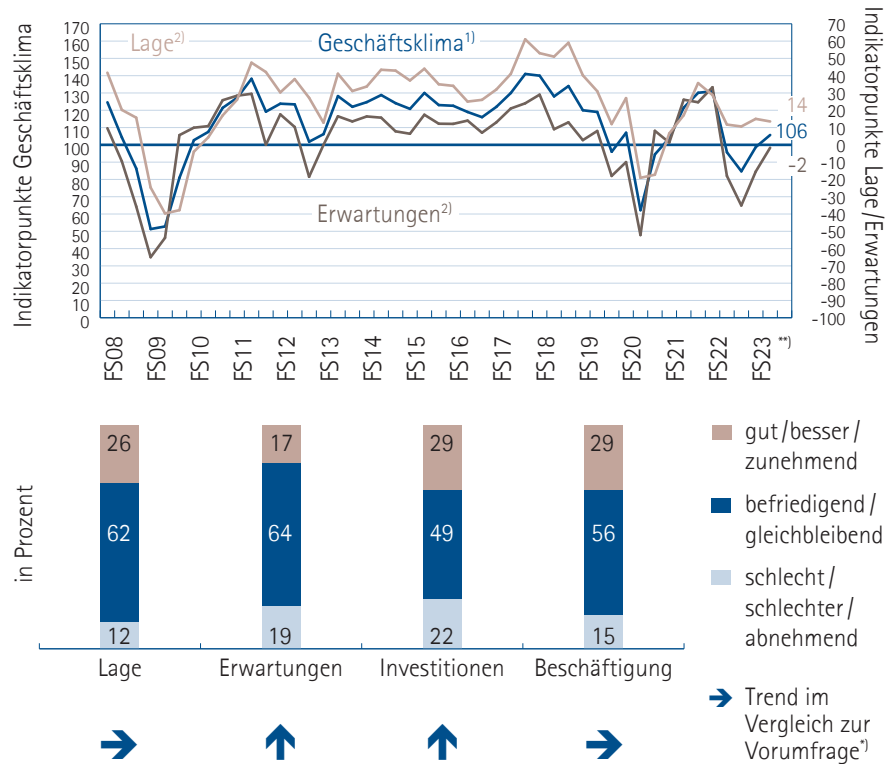 Indikatorpunkte Geschäftsklima
170
160
150
140
130
120
110
100
90
80
70
60
50
40
30
20
10
0
Lage2)
Geschäftsklima1)
Erwartungen2)
14
106
-2
70
60
50
40
30
20
10
0
-10
-20
-30
-40
-50
-60
-70
-80
-90
-100
Indikatorpunkte Lage/Erwartungen
FS08
FS09
FS10
FS11
FS12
FS13
FS14
FS15
FS16
FS17
FS18
FS19
FS20
FS21
FS22
FS23
**)
in Prozent
26
62
12
17
64
19
29
49
22
29
56
15
Lage
Erwartungen
Investitionen
Beschäftigung
gut/besser/
zunehmend
befriedigend/
gleichbleibend
schlecht/
schlechter/
abnehmend
Trend im
Vergleich zur
Vorumfrage*)